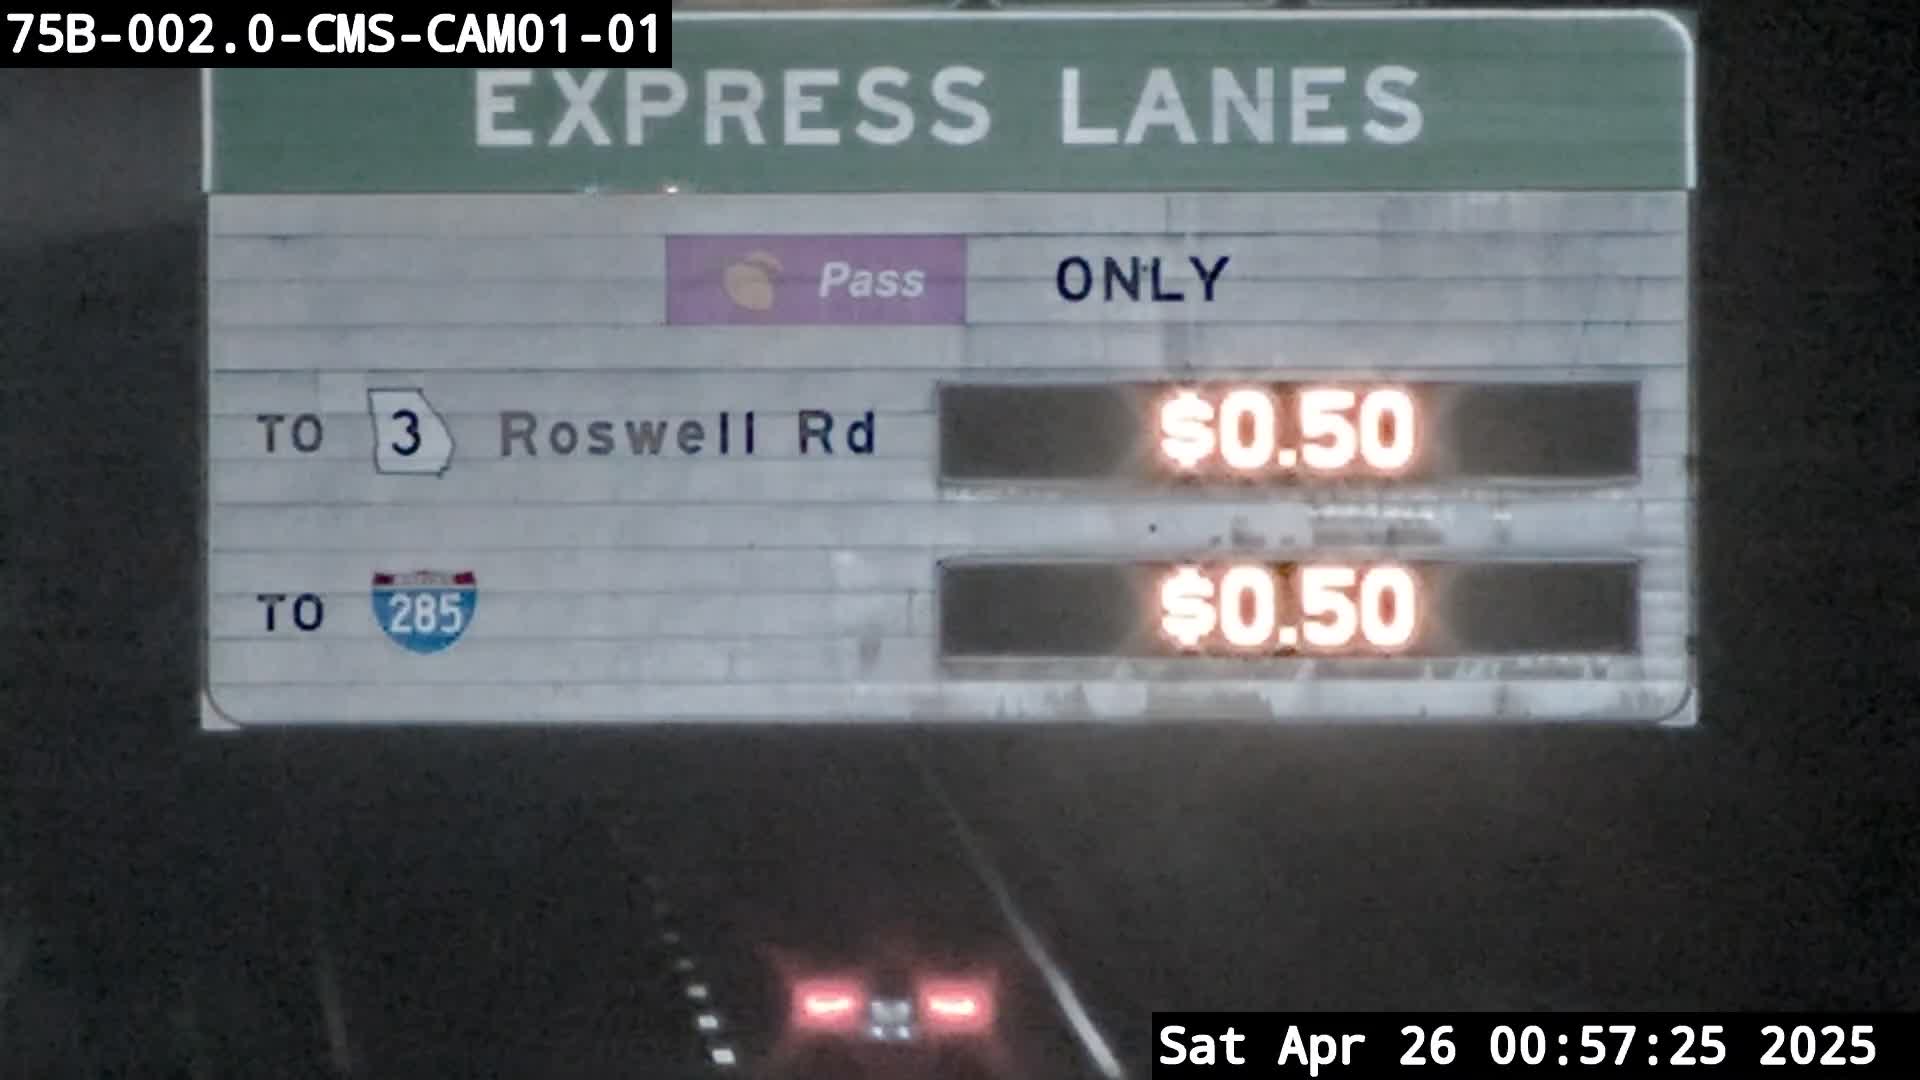 75B-002.0-CMS-CAM01-01
EXPRESS LANES
Pass ONLY
TO 3 Roswell Rd $0.50
TO 285 $0.50
Sat Apr 26 00:57:25 2025